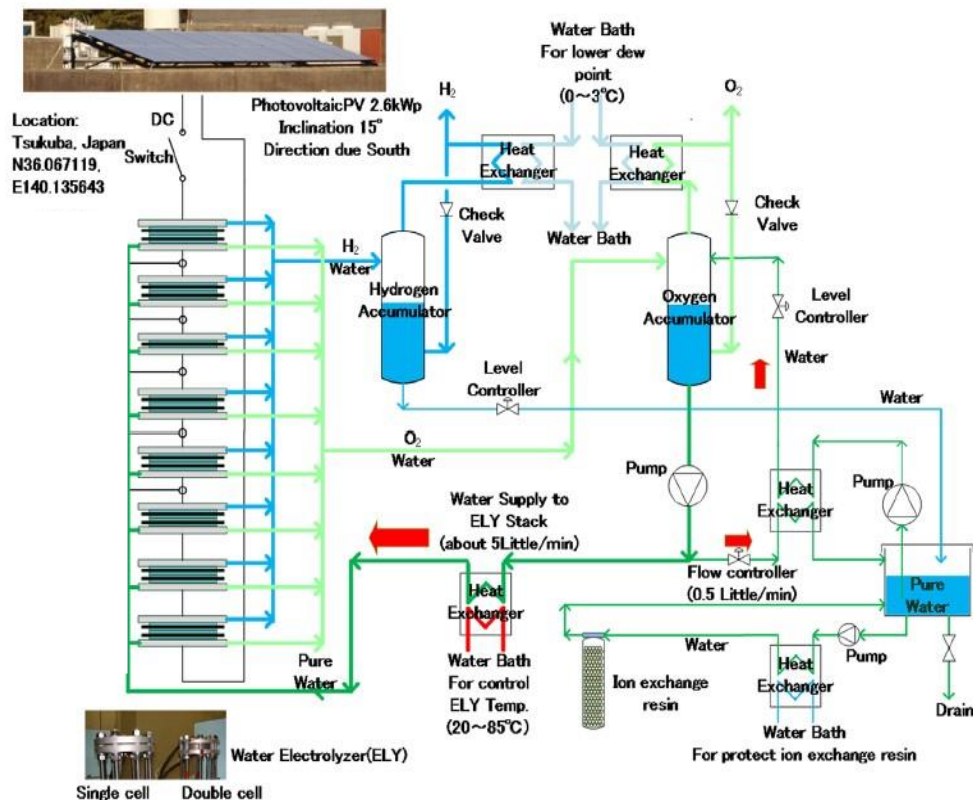 PhotovoltaicPV 2.6kWp
Inclination 15°
Direction due South
Location:
Tsukuba, Japan
N36.067119,
E140.135643
DC
Switch
Water Bath
For lower dew
point
(0～3℃)
H₂
O₂
Heat
Exchanger
Heat
Exchanger
Check
Valve
Water Bath
Check
Valve
H₂
Water
Hydrogen
Accumulator
Oxygen
Accumulator
Level
Controller
Water
Level
Controller
Water
O₂
Water
Pump
Heat
Exchanger
Pump
Water Supply to
ELY Stack
(about 5Little/min)
Flow controller
(0.5 Little/min)
Pure
Water
Heat
Exchanger
Water
Pump
Heat
Exchanger
Pure
Water
Water Bath
For control
ELY Temp.
(20～85℃)
Ion exchange
resin
Drain
Water Bath
For protect ion exchange resin
Water Electrolyzer(ELY)
Single cell
Double cell